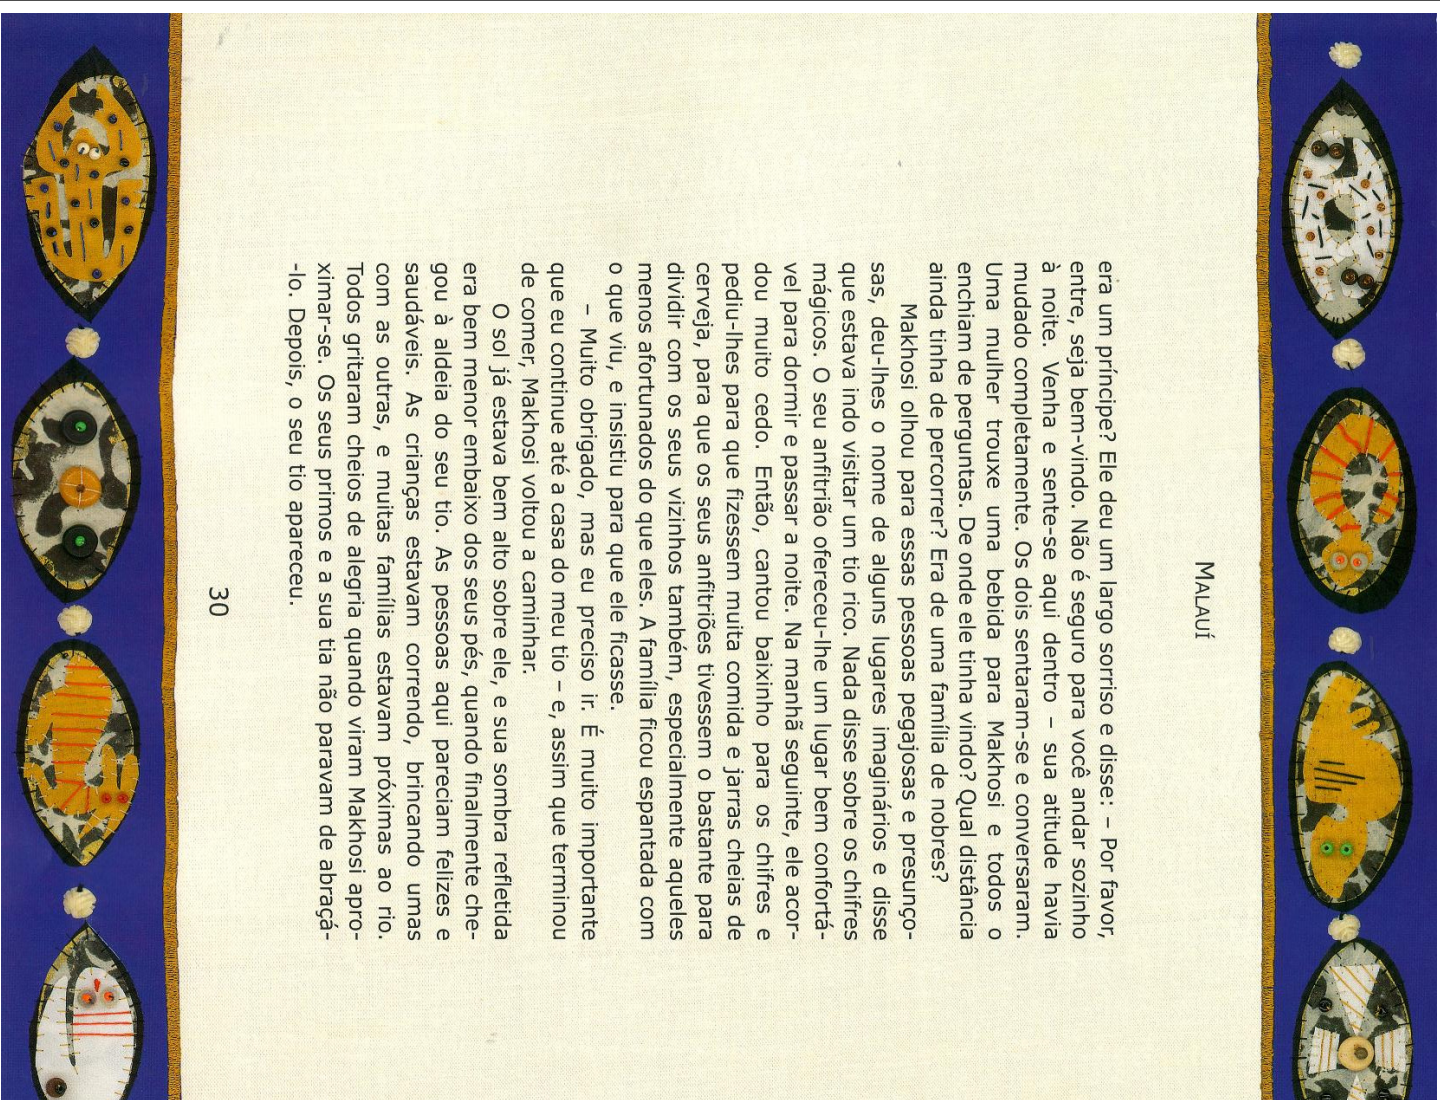 MALAUÍ
era um príncipe? Ele deu um largo sorriso e disse: – Por favor,
entre, seja bem-vindo. Não é seguro para você andar sozinho
à noite. Venha e sente-se aqui dentro – sua atitude havia
mudado completamente. Os dois sentaram-se e conversaram.
Uma mulher trouxe uma bebida para Makhosi e todos o
enchiam de perguntas. De onde ele tinha vindo? Qual distância
ainda tinha de percorrer? Era de uma família de nobres?
Makhosi olhou para essas pessoas pegajosas e presunço-
sas, deu-lhes o nome de alguns lugares imaginários e disse
que estava indo visitar um tio rico. Nada disse sobre os chifres
mágicos. O seu anfitrião ofereceu-lhe um lugar bem confortá-
vel para dormir e passar a noite. Na manhã seguinte, ele acor-
dou muito cedo. Então, cantou baixinho para os chifres e
pediu-lhes para que fizessem muita comida e jarras cheias de
cerveja, para que os seus anfitriões tivessem o bastante para
dividir com os seus vizinhos também, especialmente aqueles
menos afortunados do que eles. A família ficou espantada com
o que viu, e insistiu para que ele ficasse.
– Muito obrigado, mas eu preciso ir. É muito importante
que eu continue até a casa do meu tio – e, assim que terminou
de comer, Makhosi voltou a caminhar.
O sol já estava bem alto sobre ele, e sua sombra refletida
era bem menor embaixo dos seus pés, quando finalmente che-
gou à aldeia do seu tio. As pessoas aqui pareciam felizes e
saudáveis. As crianças estavam correndo, brincando umas
com as outras, e muitas famílias estavam próximas ao rio.
Todos gritaram cheios de alegria quando viram Makhosi apro-
ximar-se. Os seus primos e a sua tia não paravam de abraçá-
-lo. Depois, o seu tio apareceu.
30